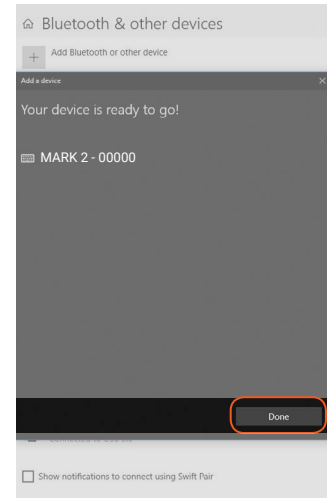 Bluetooth & other devices
Add Bluetooth or other device
Add a device
Your device is ready to go!
MARK 2 - 00000
Done
Show notifications to connect using Swift Pair